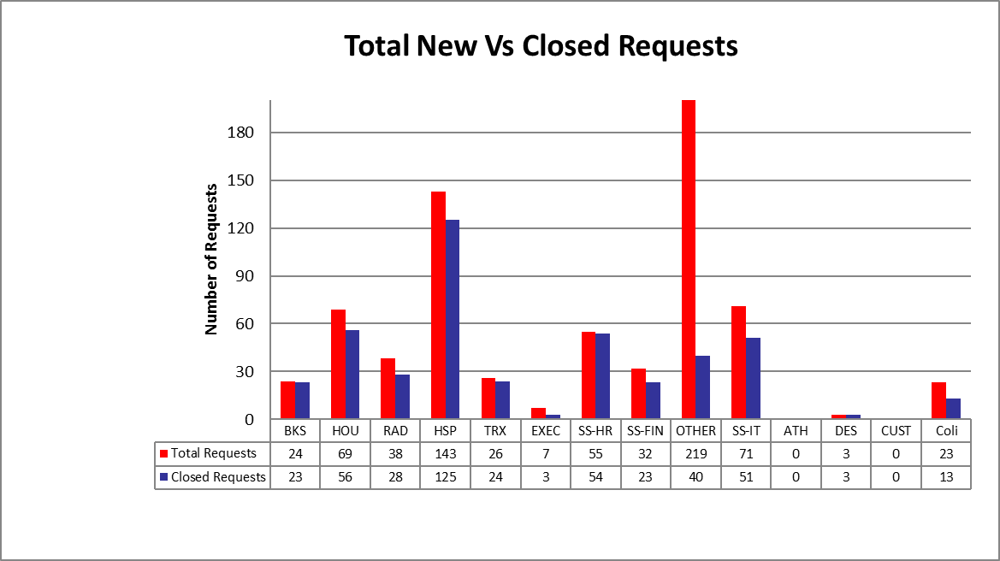 Total New Vs Closed Requests
Number of Requests
180
150
120
90
60
30
0
BKS HOU RAD HSP TRX EXEC SS-HR SS-FIN OTHER SS-IT ATH DES CUST Coli
Total Requests 24 69 38 143 26 7 55 32 219 71 0 3 0 23
Closed Requests 23 56 28 125 24 3 54 23 40 51 0 3 0 13